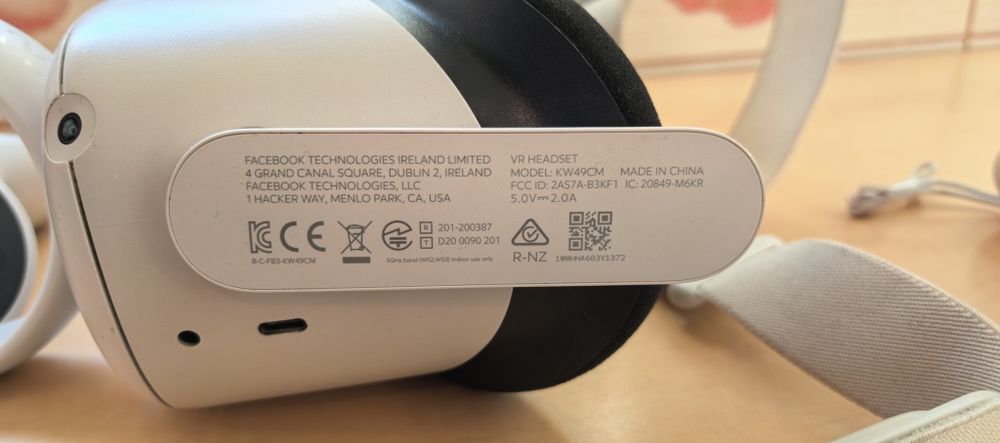 FACEBOOK TECHNOLOGIES IRELAND LIMITED
4 GRAND CANAL SQUARE, DUBLIN 2, IRELAND
FACEBOOK TECHNOLOGIES, LLC
1 HACKER WAY, MENLO PARK, CA, USA
VR HEADSET
MODEL: KW49CM MADE IN CHINA
FCC ID: 2AS7A-B3KF1 IC: 20849-M6KR
5.0V⎓2.0A
R-C-FB3-KW49CM
CE
R 201-200387
T D20 0090 201
5GHz band (W52,W53) Indoor use only
R-NZ
1WMHHA603V1372